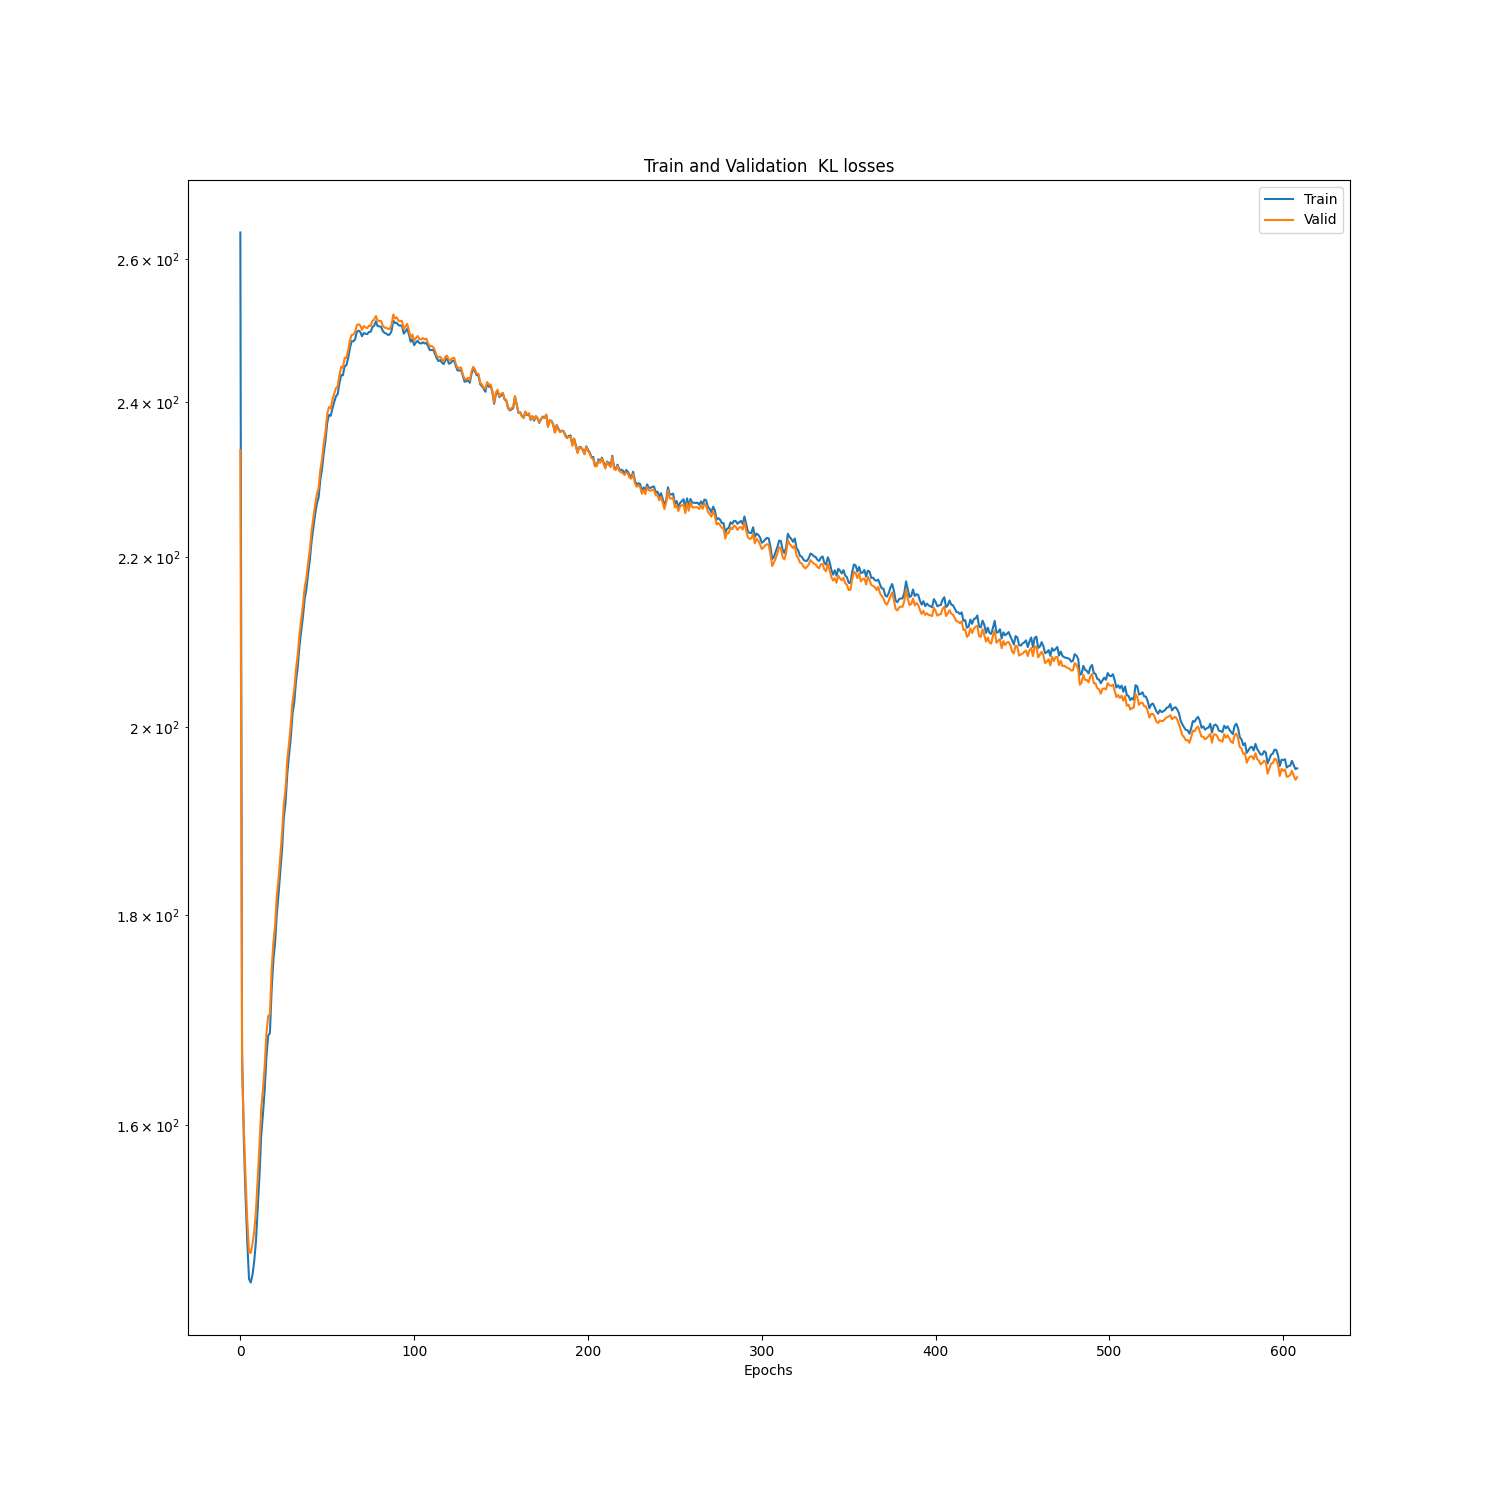 Train and Validation  KL losses
Train
Valid
2.6 × 10²
2.4 × 10²
2.2 × 10²
2 × 10²
1.8 × 10²
1.6 × 10²
0 100 200 300 400 500 600
Epochs